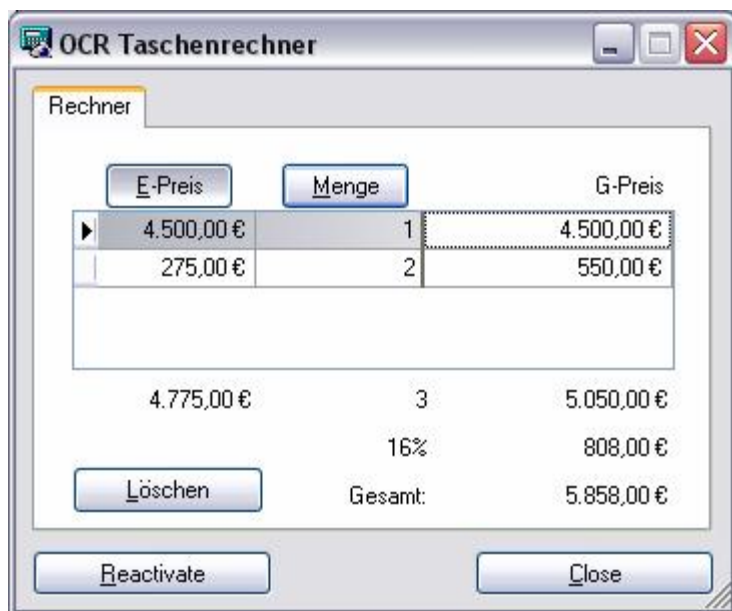 OCR Taschenrechner
Rechner
E-Preis Menge G-Preis
4.500,00 € 1 4.500,00 €
275,00 € 2 550,00 €
4.775,00 € 3 5.050,00 €
16% 808,00 €
Löschen Gesamt: 5.858,00 €
Reactivate Close